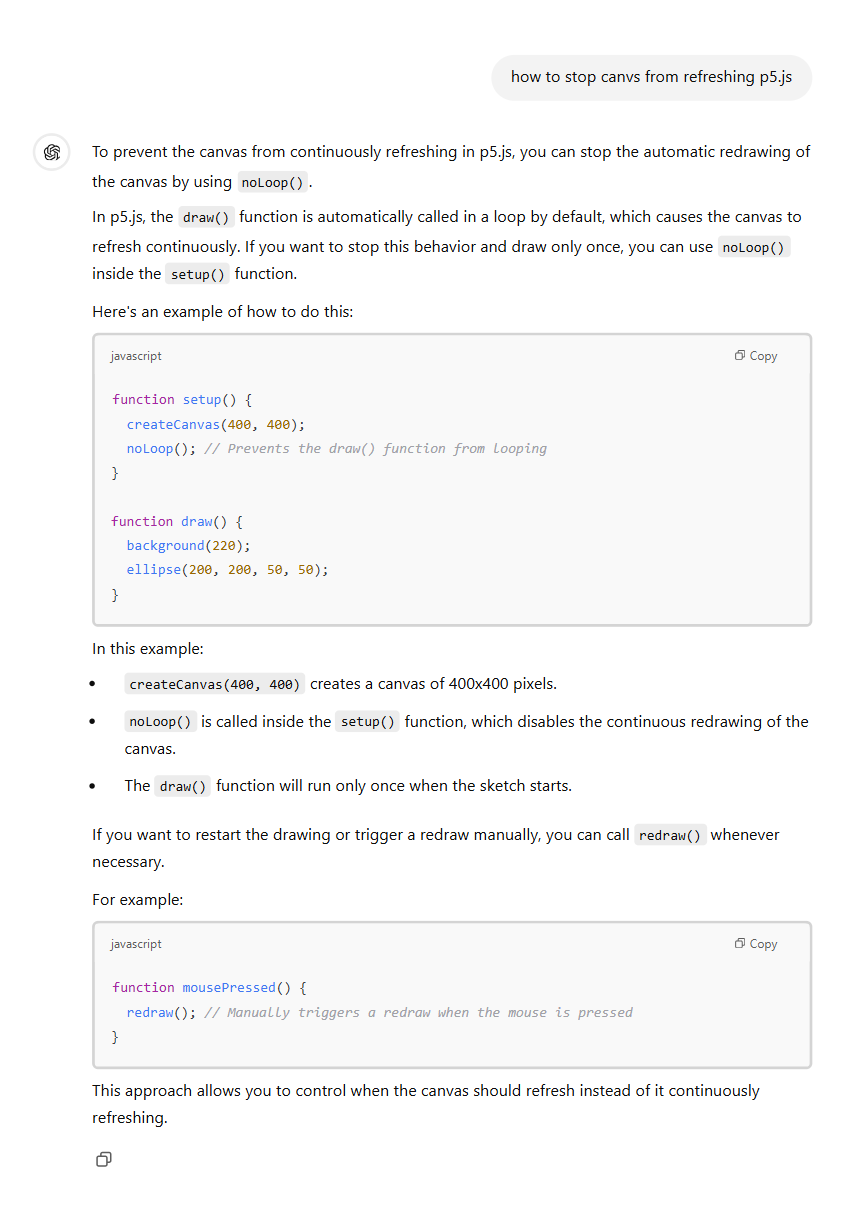 how to stop canvs from refreshing p5.js
To prevent the canvas from continuously refreshing in p5.js, you can stop the automatic redrawing of
the canvas by using noLoop().
In p5.js, the draw() function is automatically called in a loop by default, which causes the canvas to
refresh continuously. If you want to stop this behavior and draw only once, you can use noLoop()
inside the setup() function.
Here's an example of how to do this:
javascript
Copy
function setup() {
  createCanvas(400, 400);
  noLoop(); // Prevents the draw() function from looping
}

function draw() {
  background(220);
  ellipse(200, 200, 50, 50);
}
In this example:
• createCanvas(400, 400) creates a canvas of 400x400 pixels.
• noLoop() is called inside the setup() function, which disables the continuous redrawing of the
canvas.
• The draw() function will run only once when the sketch starts.
If you want to restart the drawing or trigger a redraw manually, you can call redraw() whenever
necessary.
For example:
javascript
Copy
function mousePressed() {
  redraw(); // Manually triggers a redraw when the mouse is pressed
}
This approach allows you to control when the canvas should refresh instead of it continuously
refreshing.